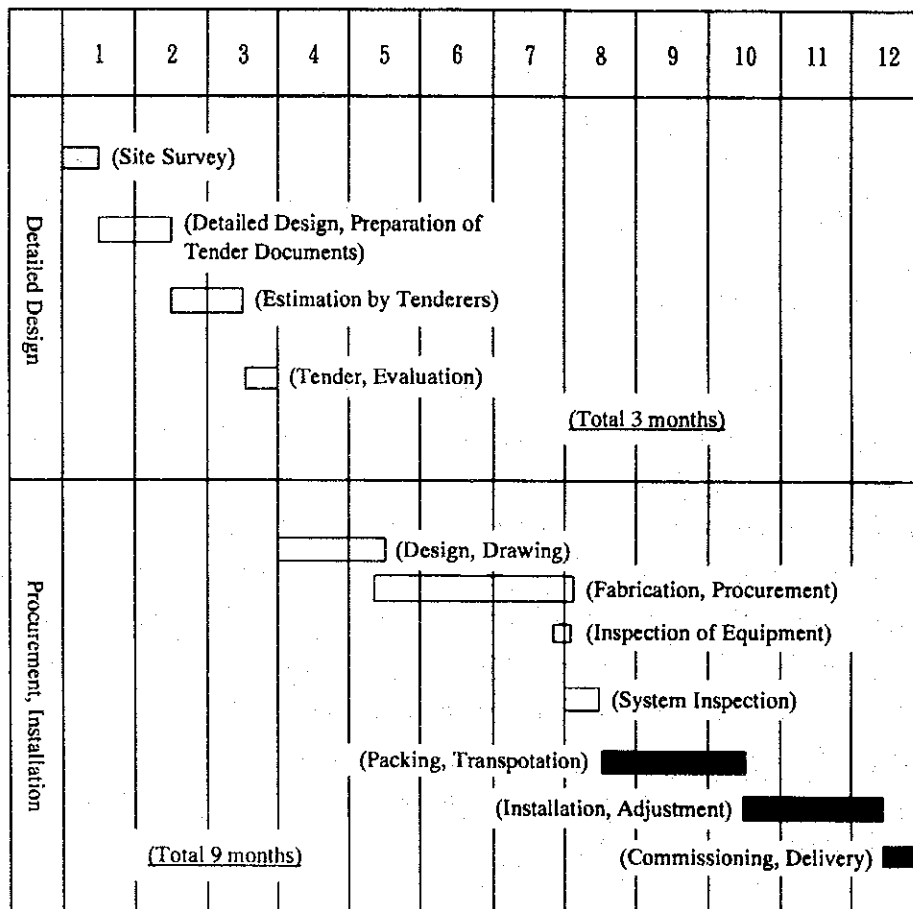 1 2 3 4 5 6 7 8 9 10 11 12
Detailed Design
(Site Survey)
(Detailed Design, Preparation of
Tender Documents)
(Estimation by Tenderers)
(Tender, Evaluation)
(Total 3 months)
Procurement, Installation
(Design, Drawing)
(Fabrication, Procurement)
(Inspection of Equipment)
(System Inspection)
(Packing, Transpotation)
(Installation, Adjustment)
(Total 9 months)
(Commissioning, Delivery)